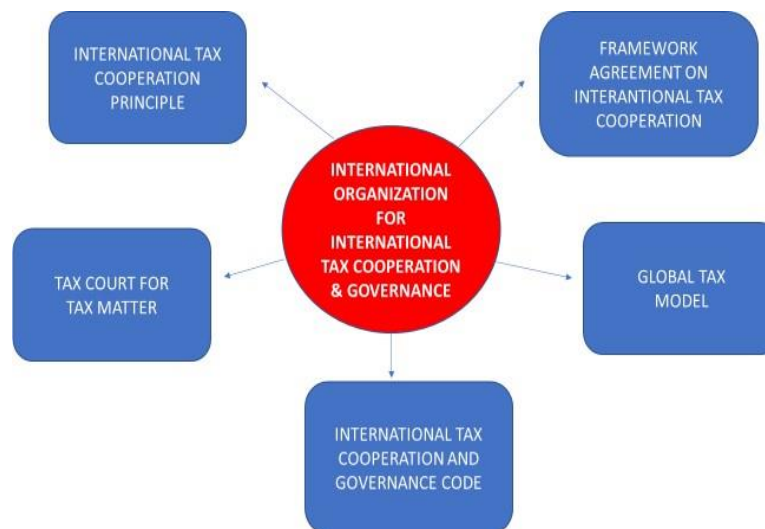 INTERNATIONAL TAX
COOPERATION
PRINCIPLE
FRAMEWORK
AGREEMENT ON
INTERANTIONAL TAX
COOPERATION
INTERNATIONAL
ORGANIZATION
FOR
INTERNATIONAL
TAX COOPERATION
& GOVERNANCE
TAX COURT FOR
TAX MATTER
GLOBAL TAX
MODEL
INTERNATIONAL TAX
COOPERATION AND
GOVERNANCE CODE